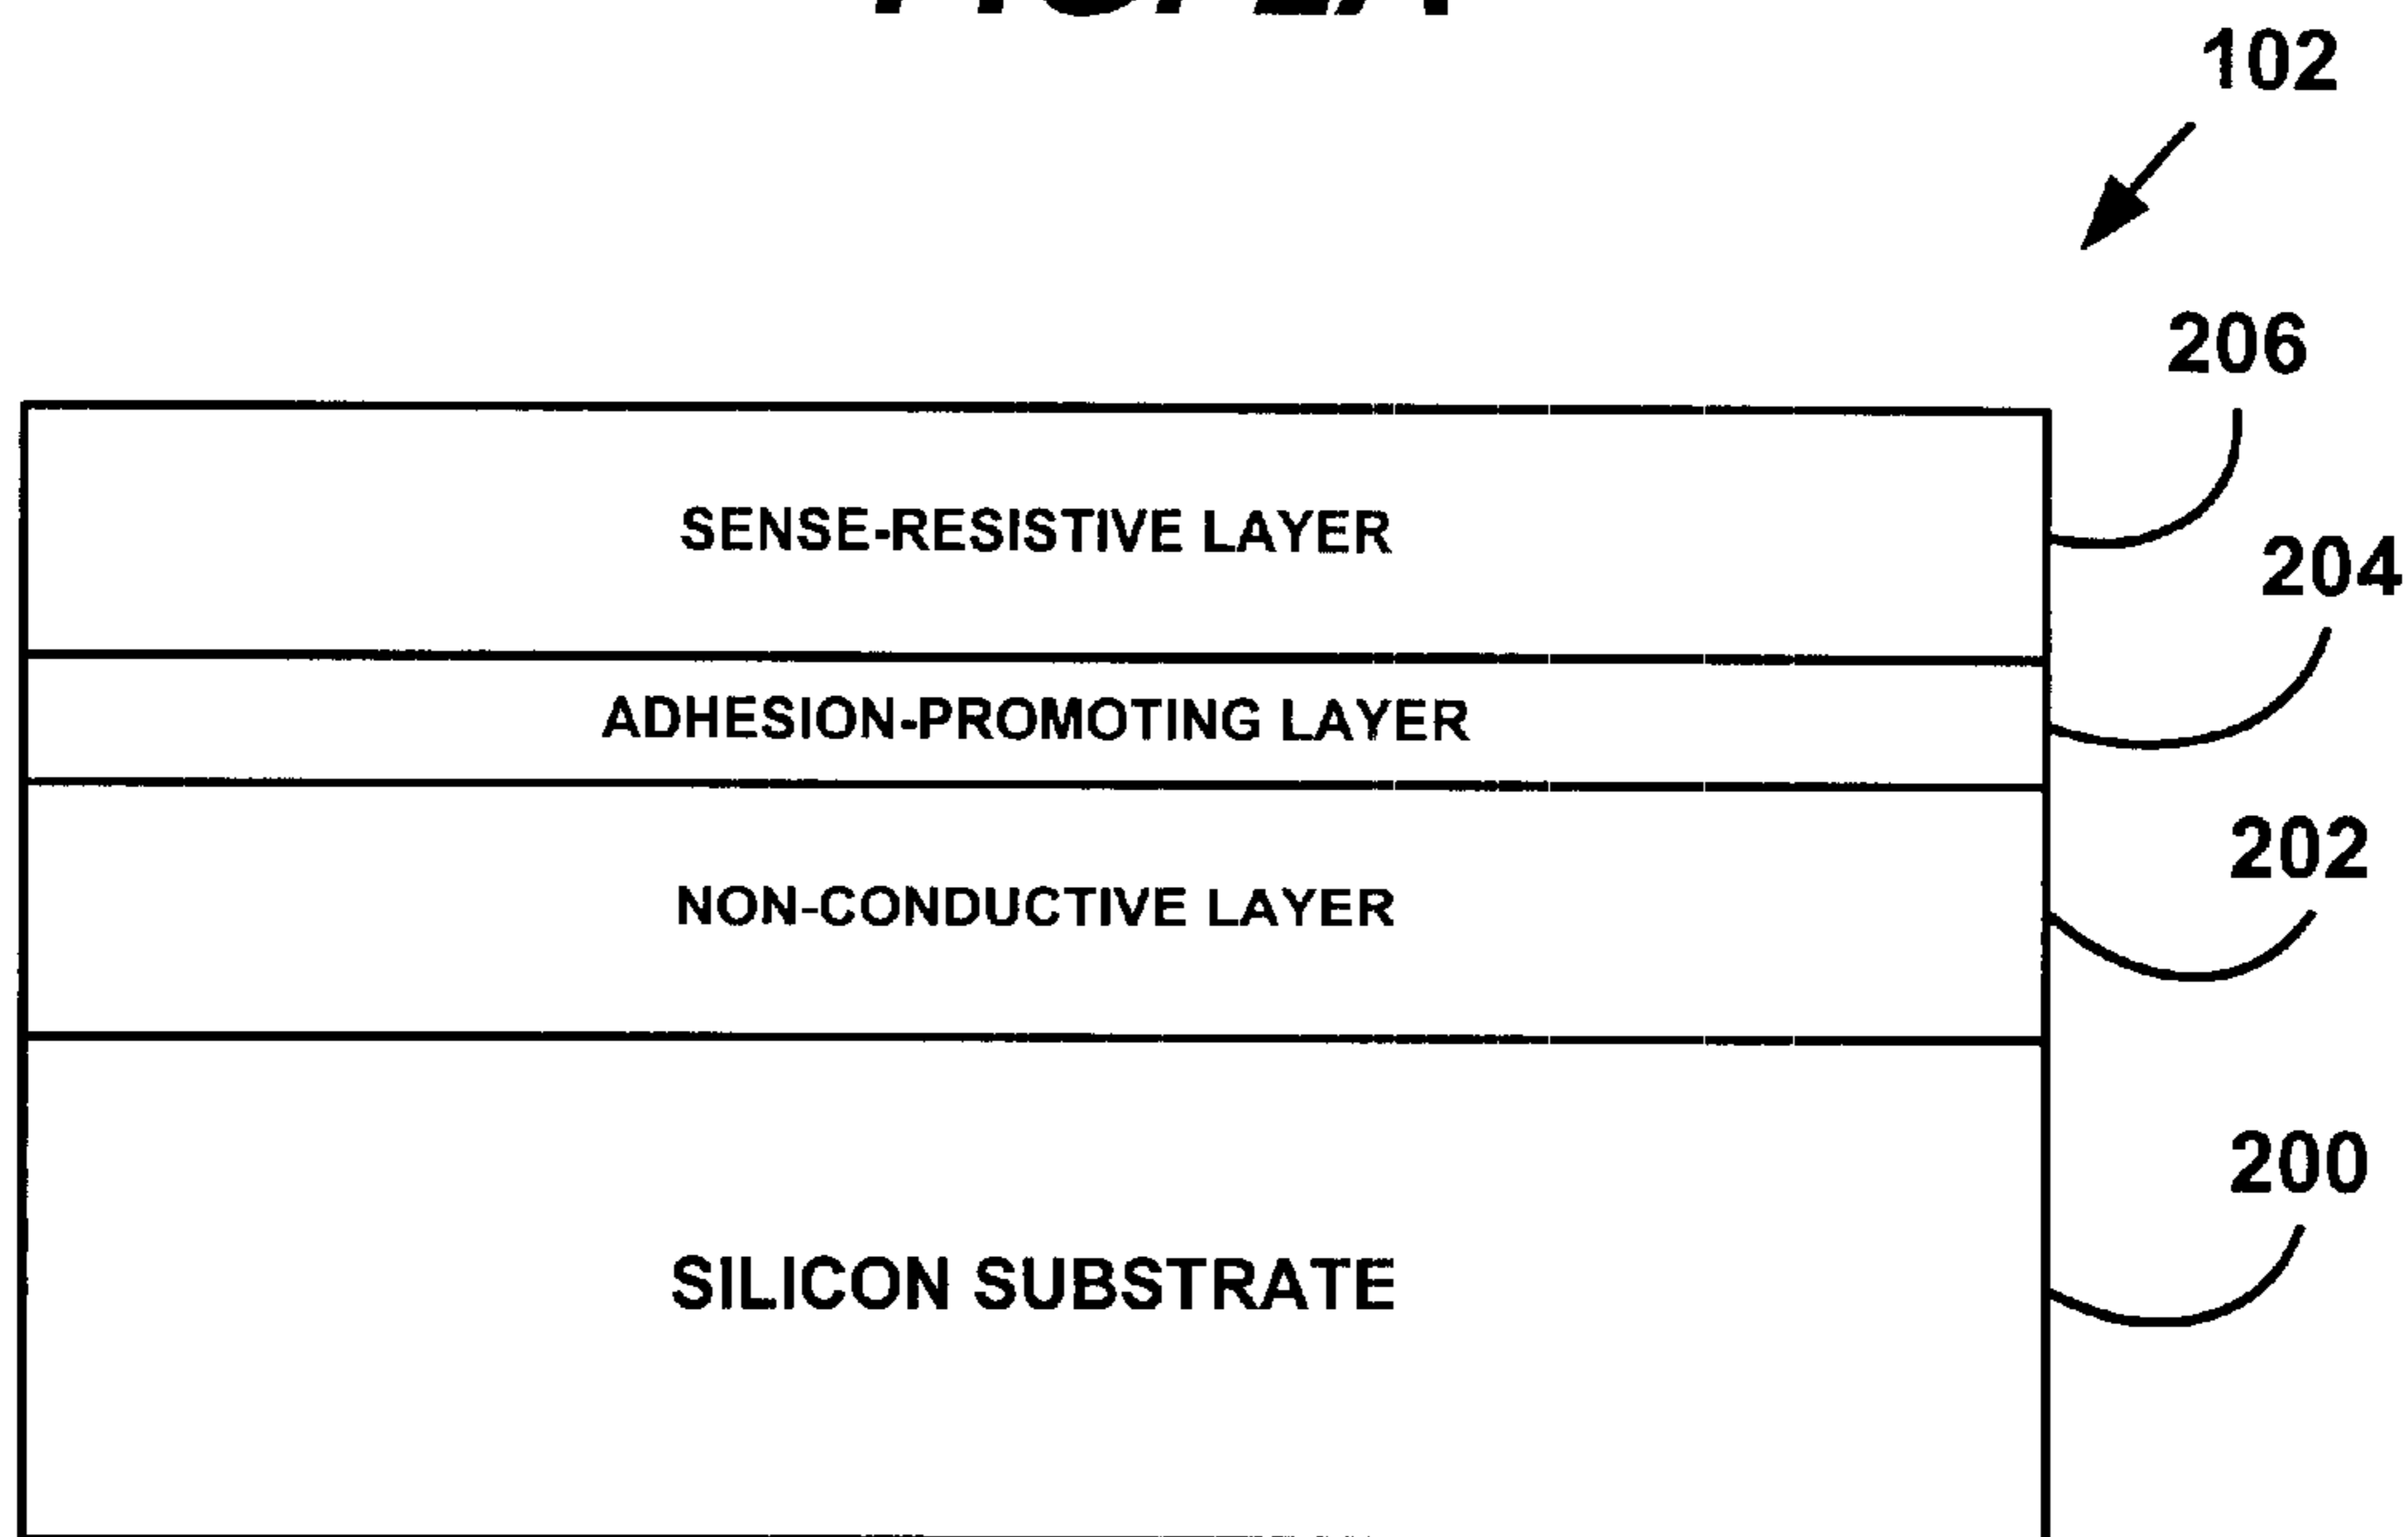 102
206
SENSE-RESISTIVE LAYER
204
ADHESION-PROMOTING LAYER
202
NON-CONDUCTIVE LAYER
200
SILICON SUBSTRATE